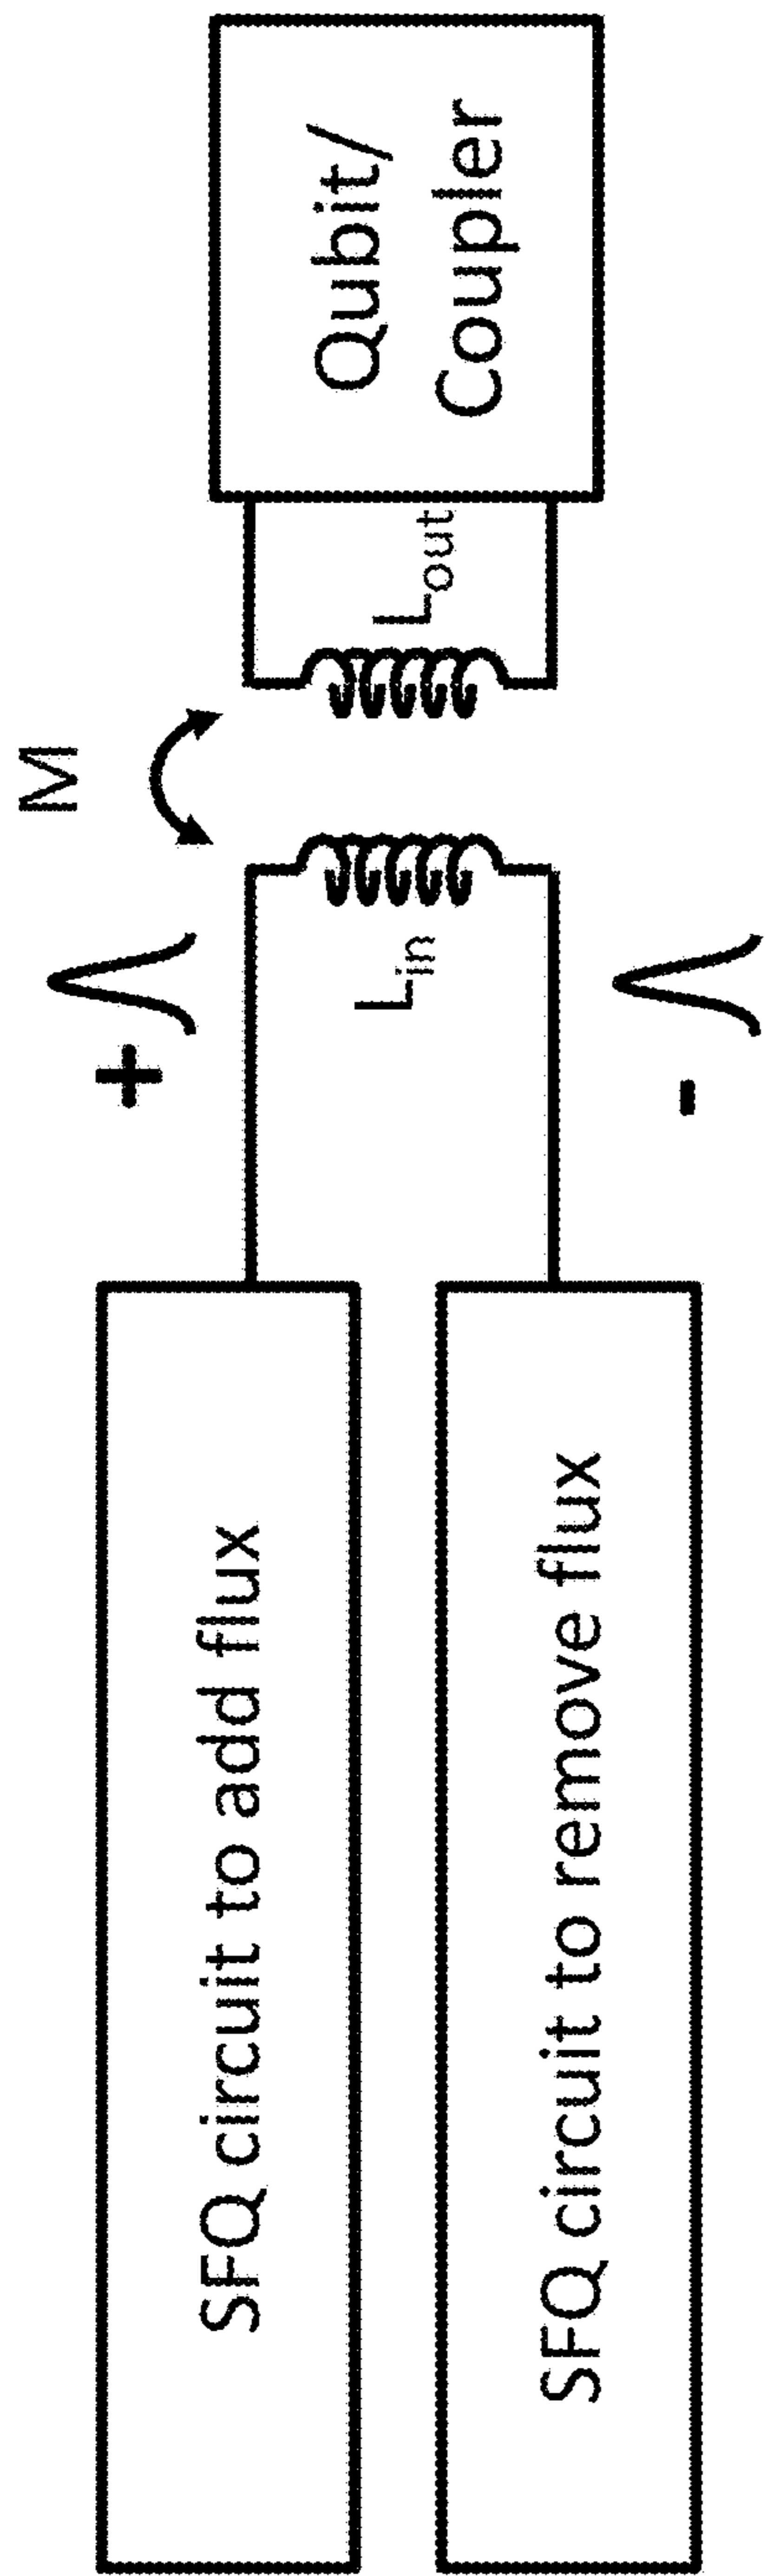 SFQ circuit to add flux
SFQ circuit to remove flux
+
-
L_in
M
L_out
Qubit/
Coupler